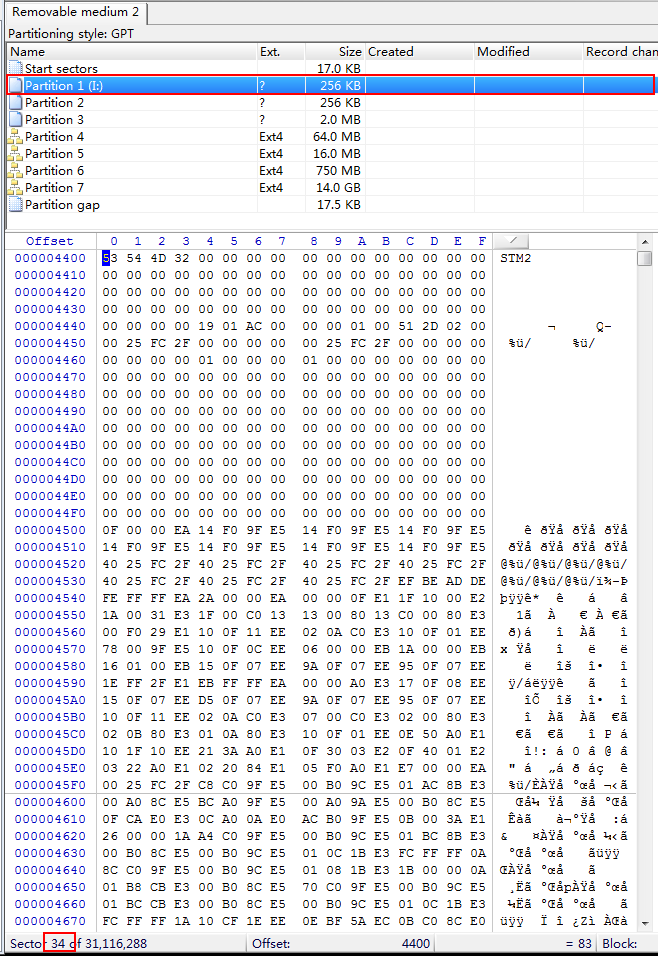 Removable medium 2
Partitioning style: GPT
Name Ext. Size Created Modified Record chan
Start sectors 17.0 KB
Partition 1 (I:) ? 256 KB
Partition 2 ? 256 KB
Partition 3 ? 2.0 MB
Partition 4 Ext4 64.0 MB
Partition 5 Ext4 16.0 MB
Partition 6 Ext4 750 MB
Partition 7 Ext4 14.0 GB
Partition gap 17.5 KB
Offset 0 1 2 3 4 5 6 7 8 9 A B C D E F
000004400 53 54 4D 32 00 00 00 00 00 00 00 00 00 00 00 00 STM2
000004410 00 00 00 00 00 00 00 00 00 00 00 00 00 00 00 00
000004420 00 00 00 00 00 00 00 00 00 00 00 00 00 00 00 00
000004430 00 00 00 00 00 00 00 00 00 00 00 00 00 00 00 00
000004440 00 00 00 00 19 01 AC 00 00 00 01 00 51 2D 02 00 ¬ Q-
000004450 00 25 FC 2F 00 00 00 00 00 25 FC 2F 00 00 00 00 %ü/ %ü/
000004460 00 00 00 00 01 00 00 00 01 00 00 00 00 00 00 00
000004470 00 00 00 00 00 00 00 00 00 00 00 00 00 00 00 00
000004480 00 00 00 00 00 00 00 00 00 00 00 00 00 00 00 00
000004490 00 00 00 00 00 00 00 00 00 00 00 00 00 00 00 00
0000044A0 00 00 00 00 00 00 00 00 00 00 00 00 00 00 00 00
0000044B0 00 00 00 00 00 00 00 00 00 00 00 00 00 00 00 00
0000044C0 00 00 00 00 00 00 00 00 00 00 00 00 00 00 00 00
0000044D0 00 00 00 00 00 00 00 00 00 00 00 00 00 00 00 00
0000044E0 00 00 00 00 00 00 00 00 00 00 00 00 00 00 00 00
0000044F0 00 00 00 00 00 00 00 00 00 00 00 00 00 00 00 00
000004500 0F 00 00 EA 14 F0 9F E5 14 F0 9F E5 14 F0 9F E5 ê ðŸå ðŸå ðŸå
000004510 14 F0 9F E5 14 F0 9F E5 14 F0 9F E5 14 F0 9F E5 ðŸå ðŸå ðŸå ðŸå
000004520 40 25 FC 2F 40 25 FC 2F 40 25 FC 2F 40 25 FC 2F @%ü/@%ü/@%ü/@%ü/
000004530 40 25 FC 2F 40 25 FC 2F 40 25 FC 2F EF BE AD DE @%ü/@%ü/@%ü/ï¾-Þ
000004540 FE FF FF EA 2A 00 00 EA 00 00 0F E1 1F 10 00 E2 þÿÿê* ê á â
000004550 1A 00 31 E3 1F 00 C0 13 13 00 80 13 C0 00 80 E3 1ã À € À €ã
000004560 00 F0 29 E1 10 0F 11 EE 02 0A C0 E3 10 0F 01 EE ð)á î Àã î
000004570 78 00 9F E5 10 0F 0C EE 06 00 00 EB 1A 00 00 EB x Ÿå î ë ë
000004580 16 01 00 EB 15 0F 07 EE 9A 0F 07 EE 95 0F 07 EE ë îš î• î
000004590 1E FF 2F E1 EB FF FF EA 00 00 A0 E3 17 0F 08 EE ÿ/áëÿÿê ã î
0000045A0 15 0F 07 EE D5 0F 07 EE 9A 0F 07 EE 95 0F 07 EE îÕ îš î• î
0000045B0 10 0F 11 EE 02 0A C0 E3 07 00 C0 E3 02 00 80 E3 î Àã Àã €ã
0000045C0 02 0B 80 E3 01 0A 80 E3 10 0F 01 EE 0E 50 A0 E1 €ã €ã î P á
0000045D0 10 1F 10 EE 21 3A A0 E1 0F 30 03 E2 0F 40 01 E2 î!: á 0 â @ â
0000045E0 03 22 A0 E1 02 20 84 E1 05 F0 A0 E1 E7 00 00 EA " á „á ð áç ê
0000045F0 00 25 FC 2F C8 C0 9F E5 00 B0 9C E5 01 AC 8B E3 %ü/ÈÀŸå °œå ¬‹ã
000004600 00 A0 8C E5 BC A0 9F E5 00 A0 9A E5 00 B0 8C E5 Œå¼ Ÿå šå °Œå
000004610 0F CA E0 E3 0C A0 0A E0 AC B0 9F E5 0B 00 3A E1 Êàã à¬°Ÿå :á
000004620 26 00 00 1A A4 C0 9F E5 00 B0 9C E5 01 BC 8B E3 & ¤ÀŸå °œå ¼‹ã
000004630 00 B0 8C E5 00 B0 9C E5 01 0C 1B E3 FC FF FF 0A °Œå °œå ãüÿÿ
000004640 8C C0 9F E5 00 B0 9C E5 01 08 1B E3 1B 00 00 0A ŒÀŸå °œå ã
000004650 01 B8 CB E3 00 B0 8C E5 70 C0 9F E5 00 B0 9C E5 ¸Ëã °ŒåpÀŸå °œå
000004660 01 BC CB E3 00 B0 8C E5 00 B0 9C E5 01 0C 1B E3 ¼Ëã °Œå °œå ã
000004670 FC FF FF 1A 10 CF 1E EE 0E BF 5A EC 0B C0 8C E0 üÿÿ Ï î ¿Zì ÀŒà
Sector 34 of 31,116,288 Offset: 4400 = 83 Block: